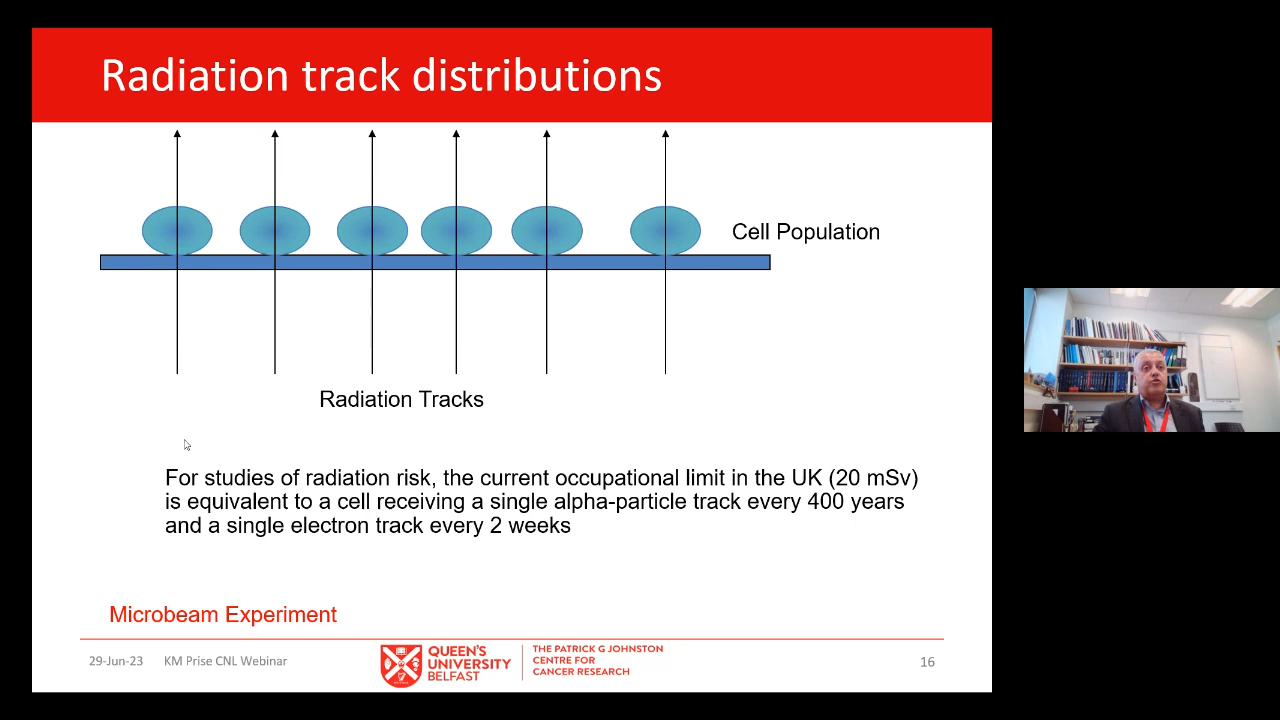 Radiation track distributions
Cell Population
Radiation Tracks
For studies of radiation risk, the current occupational limit in the UK (20 mSv)
is equivalent to a cell receiving a single alpha-particle track every 400 years
and a single electron track every 2 weeks
Microbeam Experiment
29-Jun-23
KM Prise CNL Webinar
QUEEN'S
UNIVERSITY
BELFAST
THE PATRICK G JOHNSTON
CENTRE FOR
CANCER RESEARCH
16